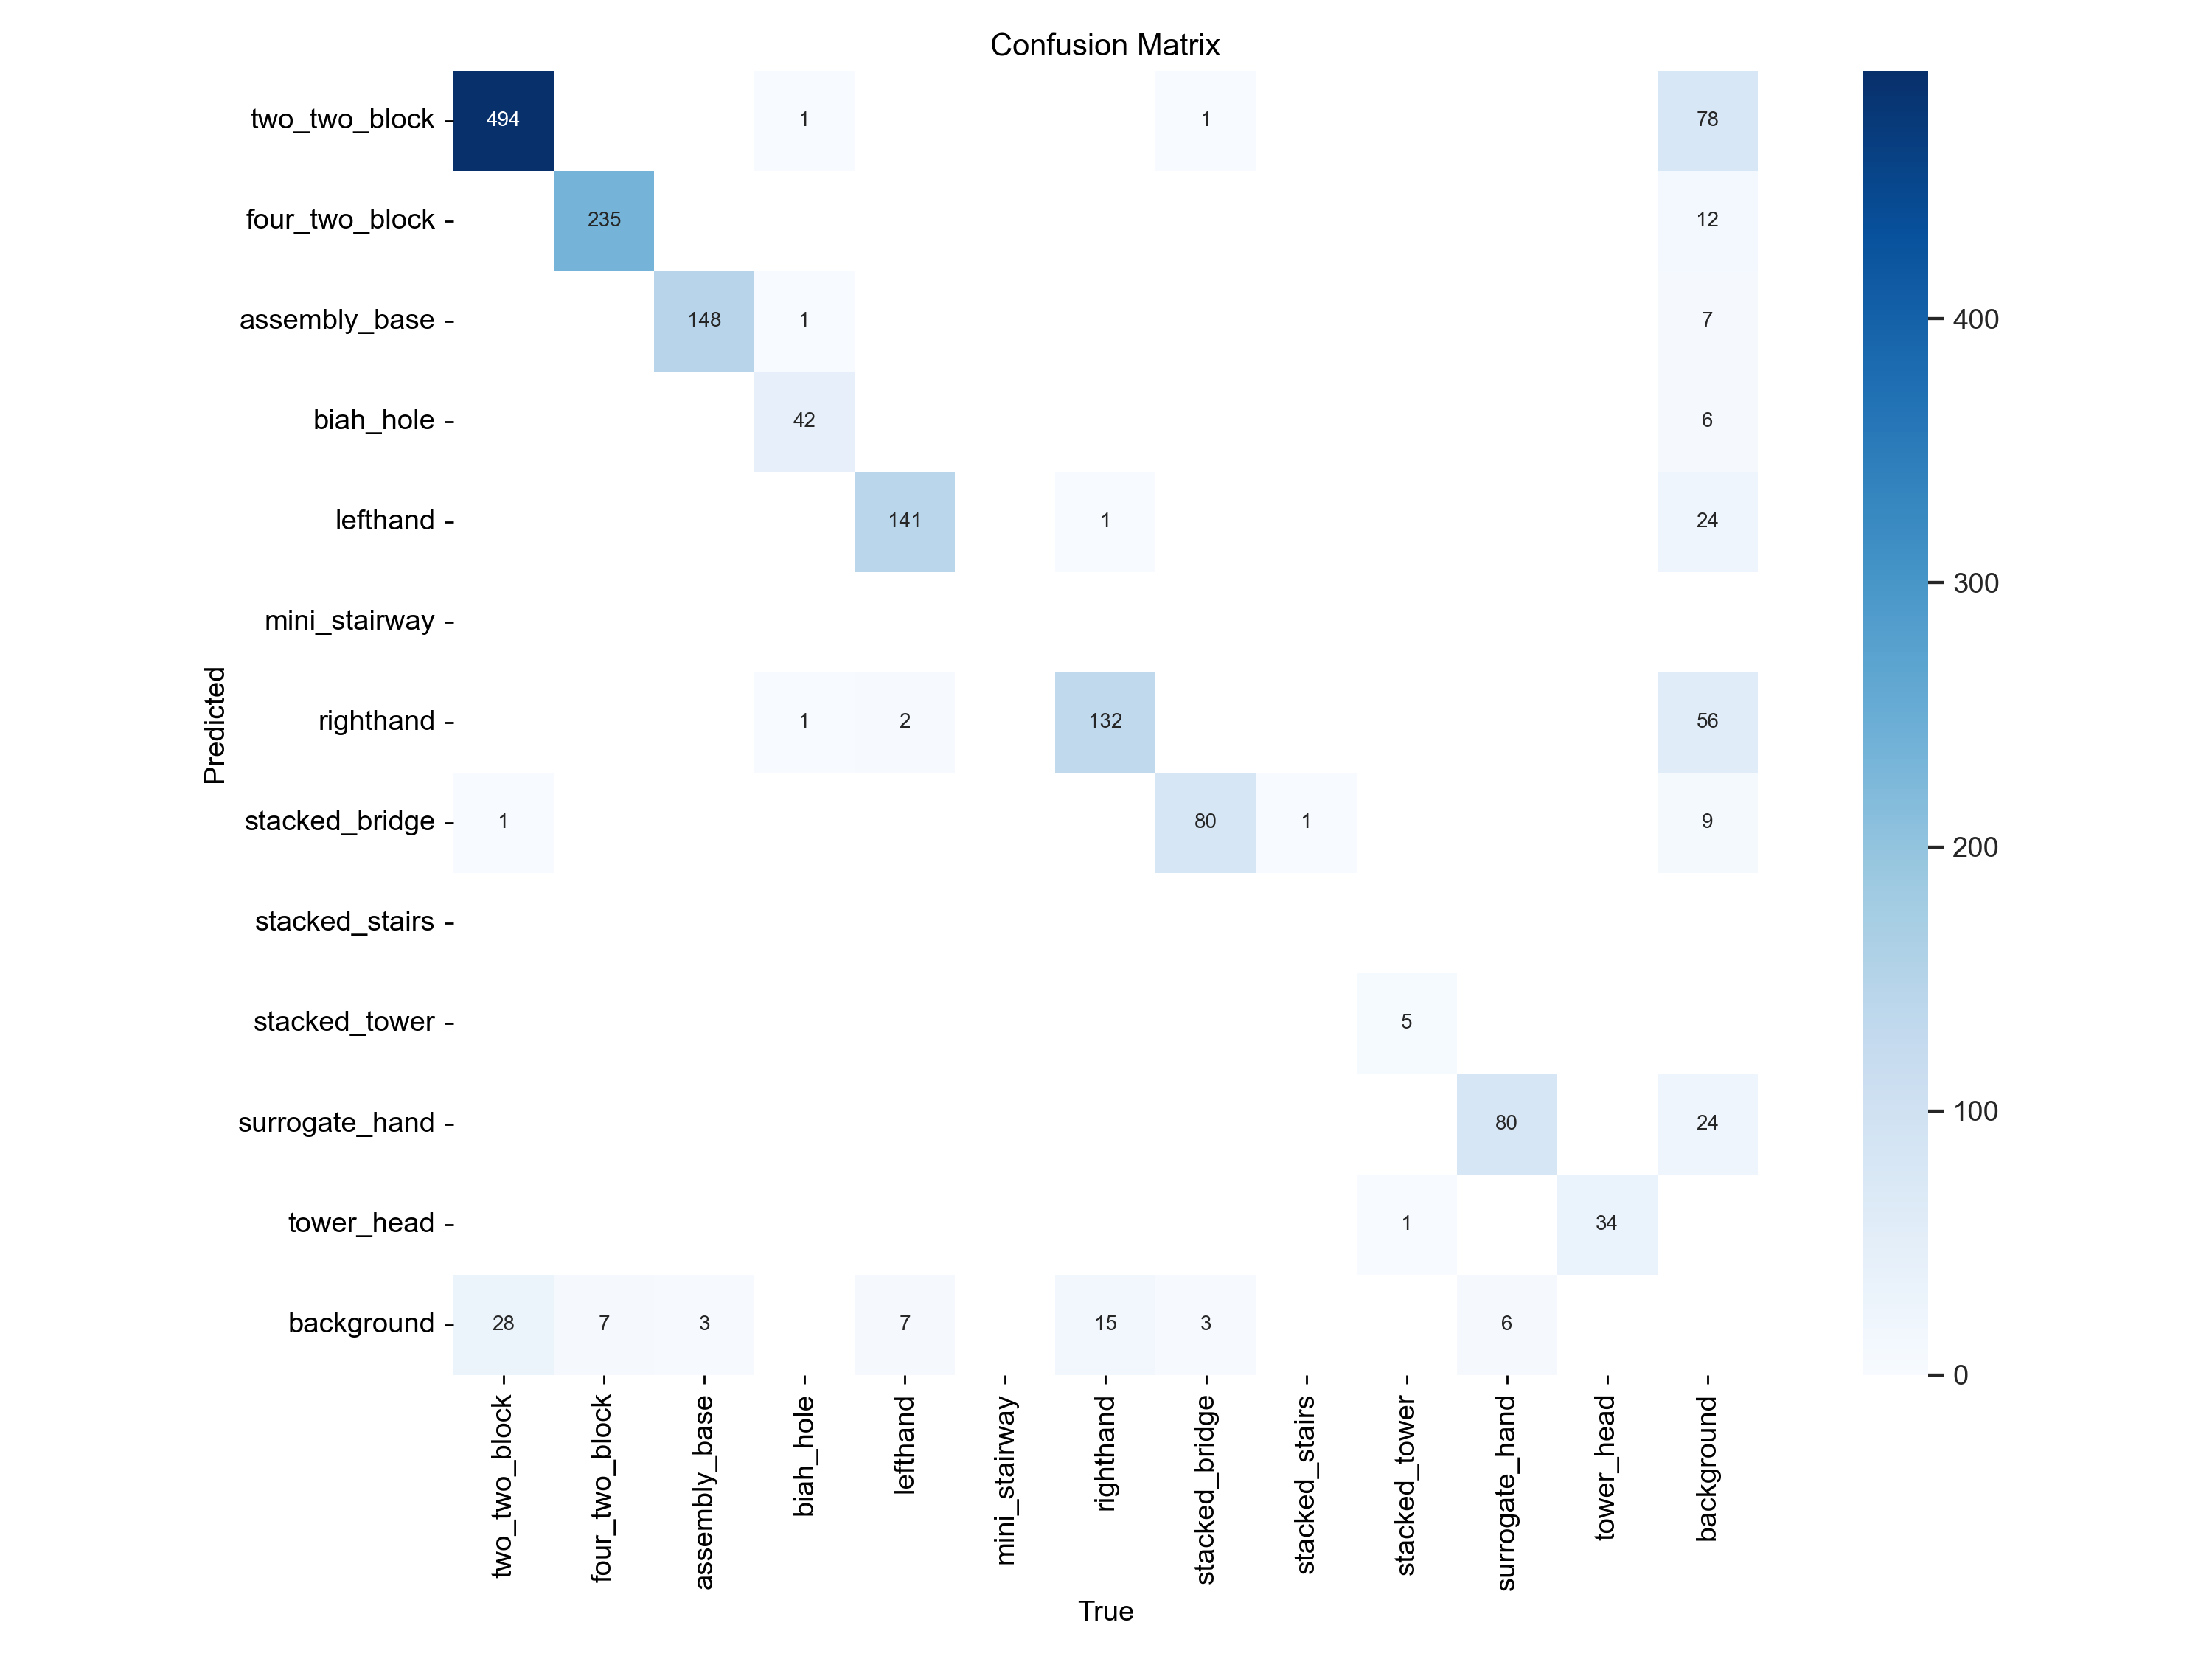 Confusion Matrix
two_two_block 494 1 1 78
four_two_block 235 12
assembly_base 148 1 7
biah_hole 42 6
lefthand 141 1 24
mini_stairway
righthand 1 2 132 56
stacked_bridge 1 80 1 9
stacked_stairs
stacked_tower 5
surrogate_hand 80 24
tower_head 1 34
background 28 7 3 7 15 3 6
Predicted
two_two_block
four_two_block
assembly_base
biah_hole
lefthand
mini_stairway
righthand
stacked_bridge
stacked_stairs
stacked_tower
surrogate_hand
tower_head
background
True
400
300
200
100
0